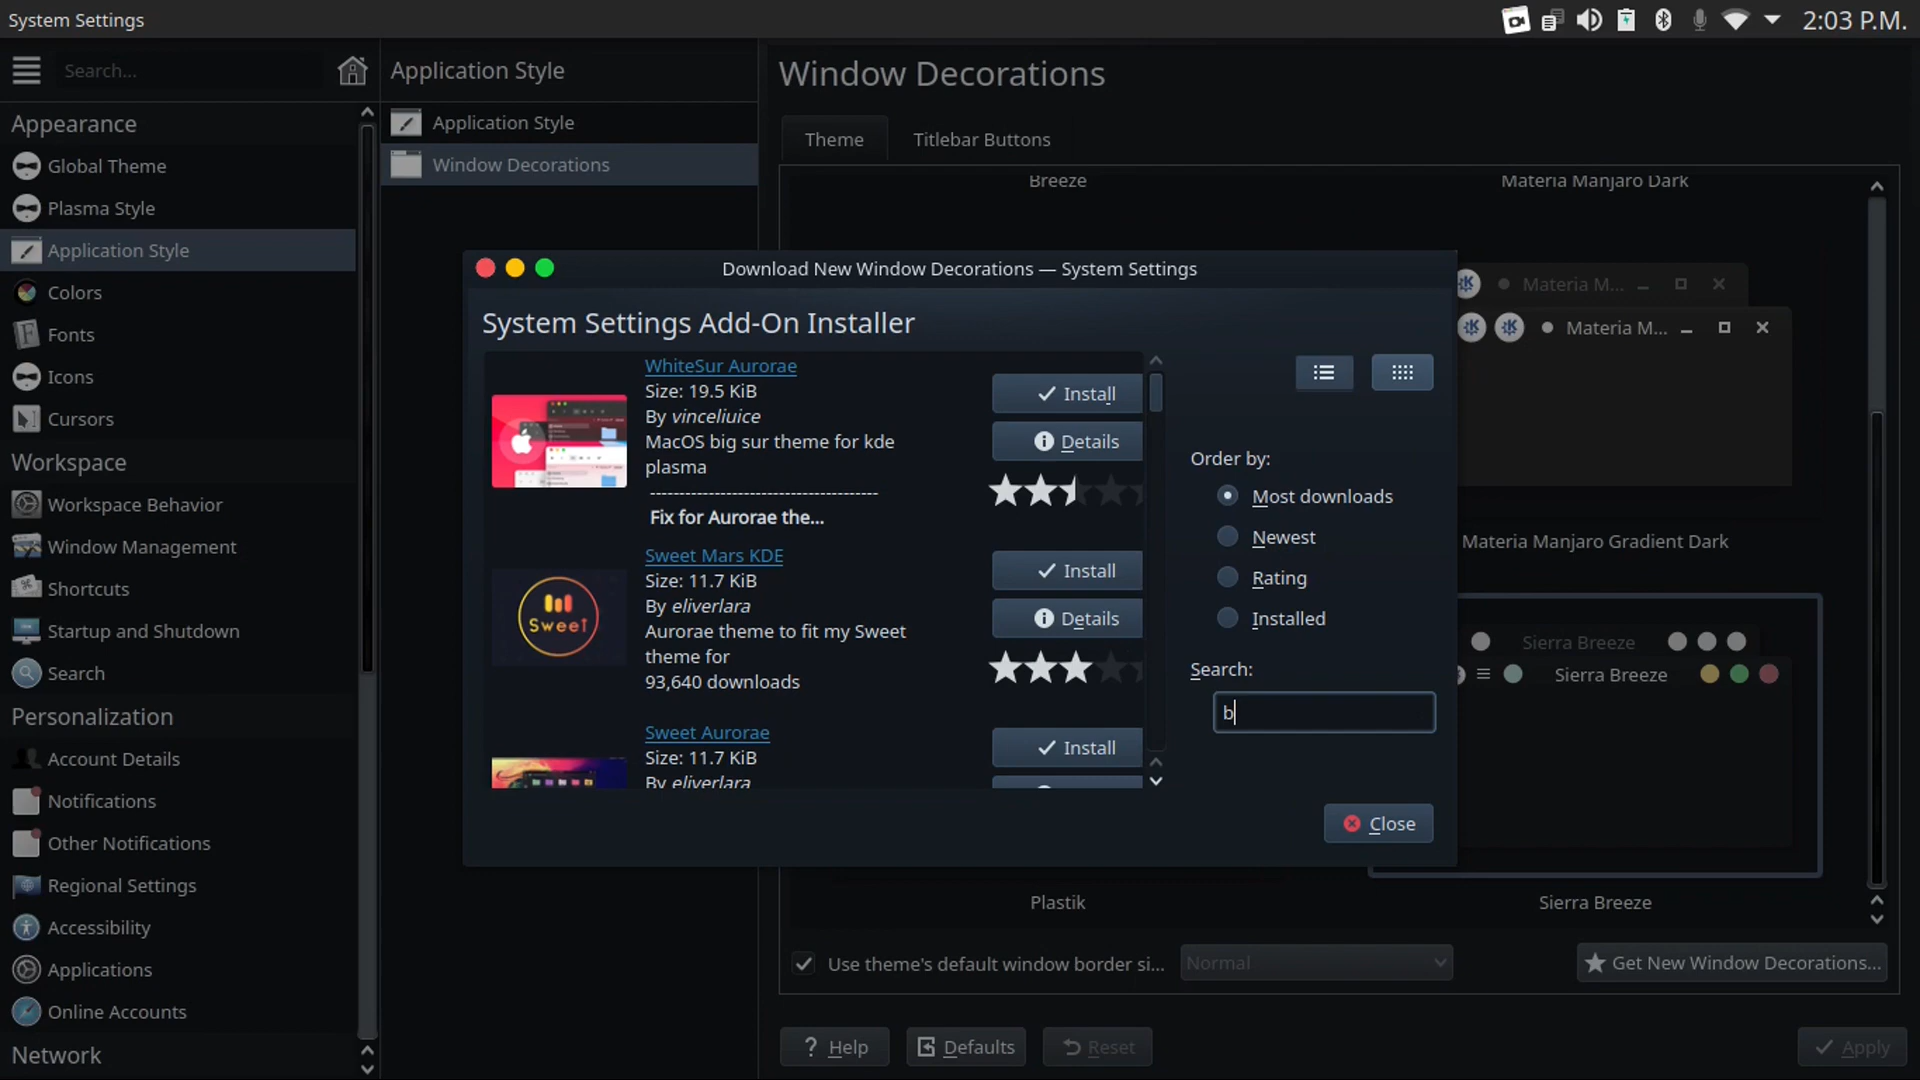 System Settings
2:03 P.M.
Search...
Appearance
Global Theme
Plasma Style
Application Style
Colors
Fonts
Icons
Cursors
Workspace
Workspace Behavior
Window Management
Shortcuts
Startup and Shutdown
Search
Personalization
Account Details
Notifications
Other Notifications
Regional Settings
Accessibility
Applications
Online Accounts
Network
Application Style
Application Style
Window Decorations
Window Decorations
Theme
Titlebar Buttons
Breeze
Materia Manjaro Dark
Materia M...
Materia M...
Materia Manjaro Gradient Dark
Sierra Breeze
Sierra Breeze
Plastik
Sierra Breeze
Use theme's default window border si...
Normal
Get New Window Decorations...
Help
Defaults
Reset
Apply
Download New Window Decorations — System Settings
System Settings Add-On Installer
WhiteSur Aurorae
Size: 19.5 KiB
By vinceliuice
MacOS big sur theme for kde
plasma
---------------------------------------
Fix for Aurorae the...
Install
Details
Sweet
Sweet Mars KDE
Size: 11.7 KiB
By eliverlara
Aurorae theme to fit my Sweet
theme for
93,640 downloads
Install
Details
Sweet Aurorae
Size: 11.7 KiB
By eliverlara
Install
Order by:
Most downloads
Newest
Rating
Installed
Search:
b
Close